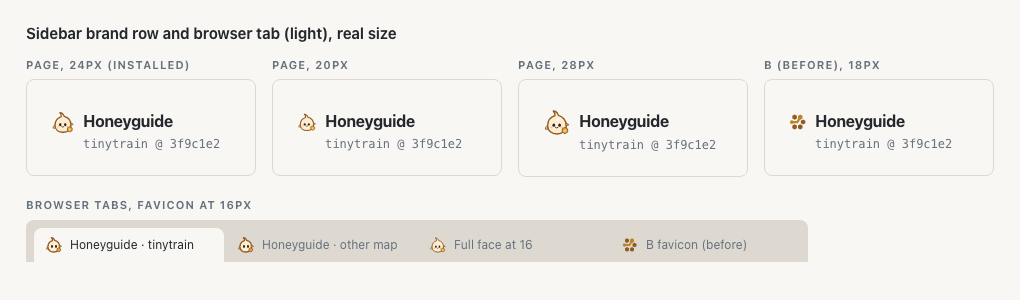 Sidebar brand row and browser tab (light), real size
PAGE, 24PX (INSTALLED)
PAGE, 20PX
PAGE, 28PX
B (BEFORE), 18PX
Honeyguide
tinytrain @ 3f9c1e2
Honeyguide
tinytrain @ 3f9c1e2
Honeyguide
tinytrain @ 3f9c1e2
Honeyguide
tinytrain @ 3f9c1e2
BROWSER TABS, FAVICON AT 16PX
Honeyguide · tinytrain
Honeyguide · other map
Full face at 16
B favicon (before)